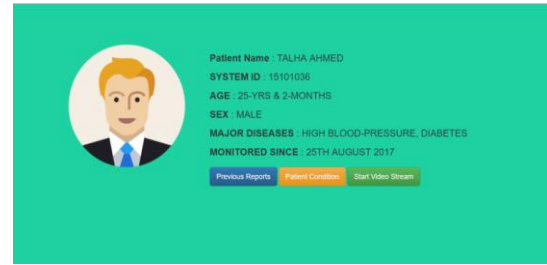 Patient Name : TALHA AHMED
SYSTEM ID : 15101036
AGE : 25-YRS & 2-MONTHS
SEX : MALE
MAJOR DISEASES : HIGH BLOOD-PRESSURE, DIABETES
MONITORED SINCE : 25TH AUGUST 2017
Previous Reports Patient Condition Start Video Stream